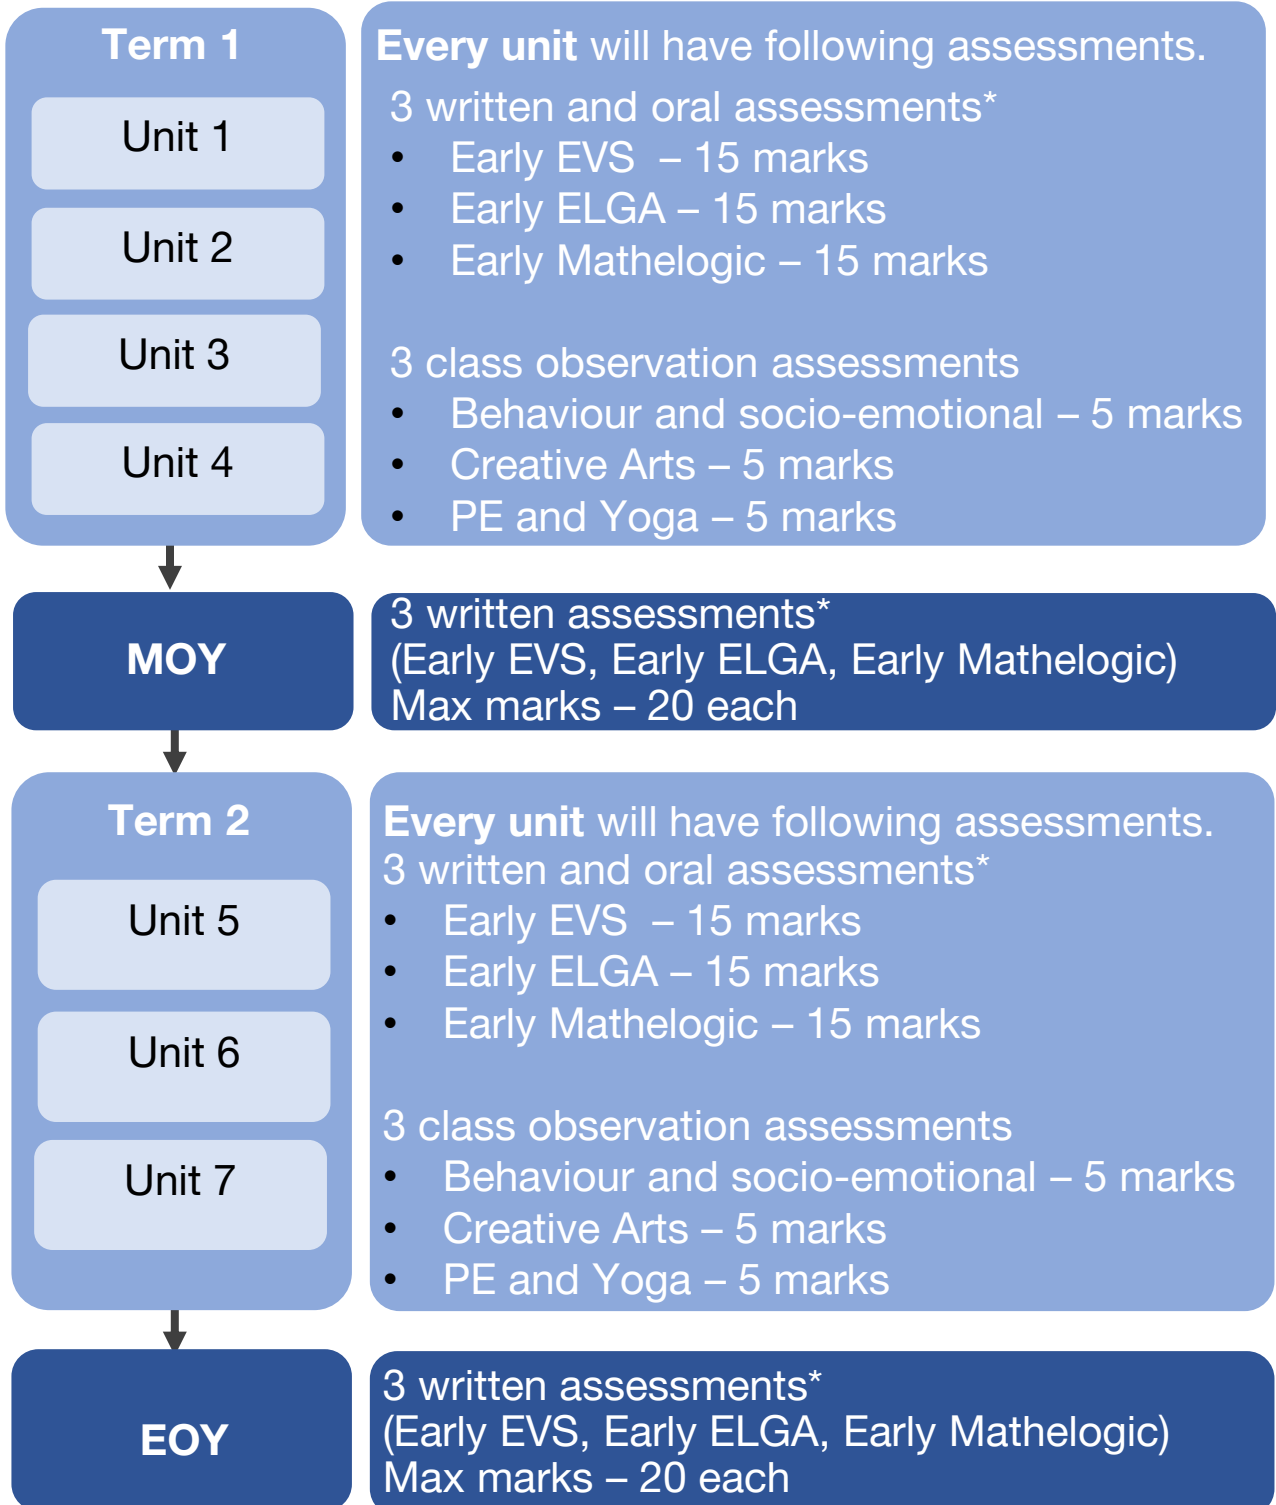 Term 1
Unit 1
Unit 2
Unit 3
Unit 4
Every unit will have following assessments.
3 written and oral assessments*
• Early EVS – 15 marks
• Early ELGA – 15 marks
• Early Mathelogic – 15 marks
3 class observation assessments
• Behaviour and socio-emotional – 5 marks
• Creative Arts – 5 marks
• PE and Yoga – 5 marks
MOY
3 written assessments*
(Early EVS, Early ELGA, Early Mathelogic)
Max marks – 20 each
Term 2
Unit 5
Unit 6
Unit 7
Every unit will have following assessments.
3 written and oral assessments*
• Early EVS – 15 marks
• Early ELGA – 15 marks
• Early Mathelogic – 15 marks
3 class observation assessments
• Behaviour and socio-emotional – 5 marks
• Creative Arts – 5 marks
• PE and Yoga – 5 marks
EOY
3 written assessments*
(Early EVS, Early ELGA, Early Mathelogic)
Max marks – 20 each